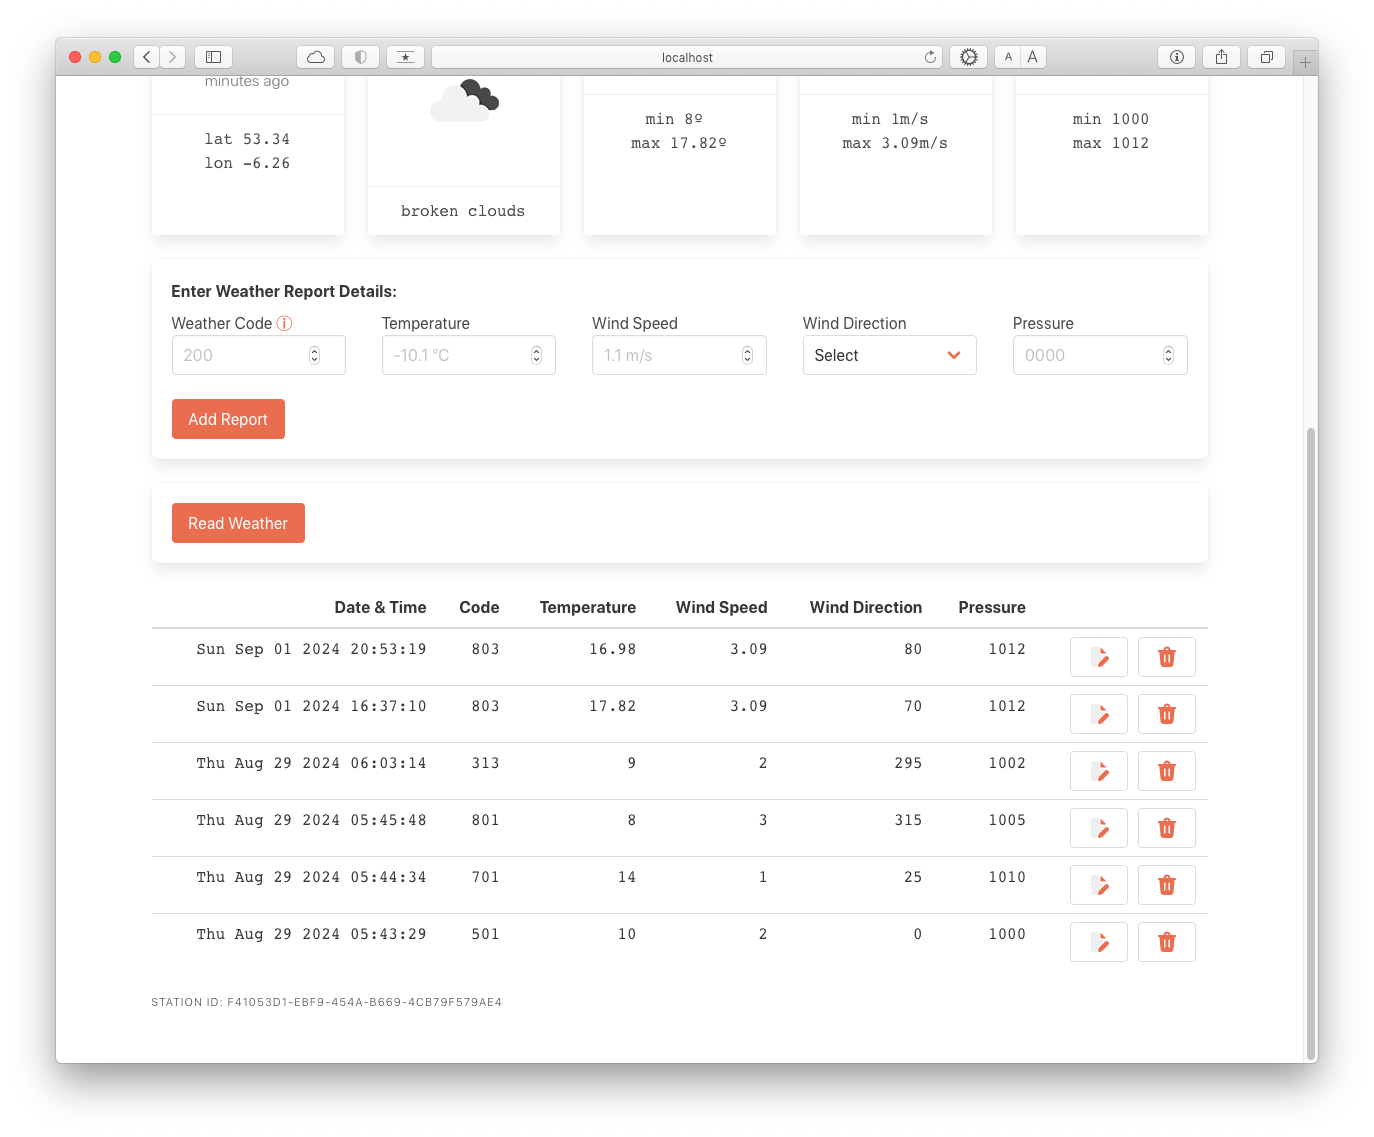 localhost
A A
minutes ago
lat 53.34
lon -6.26
broken clouds
min 8º
max 17.82º
min 1m/s
max 3.09m/s
min 1000
max 1012
Enter Weather Report Details:
Weather Code Temperature Wind Speed Wind Direction Pressure
200 -10.1 °C 1.1 m/s Select 0000
Add Report
Read Weather
Date & Time Code Temperature Wind Speed Wind Direction Pressure
Sun Sep 01 2024 20:53:19 803 16.98 3.09 80 1012
Sun Sep 01 2024 16:37:10 803 17.82 3.09 70 1012
Thu Aug 29 2024 06:03:14 313 9 2 295 1002
Thu Aug 29 2024 05:45:48 801 8 3 315 1005
Thu Aug 29 2024 05:44:34 701 14 1 25 1010
Thu Aug 29 2024 05:43:29 501 10 2 0 1000
STATION ID: F41053D1-EBF9-454A-B669-4CB79F579AE4